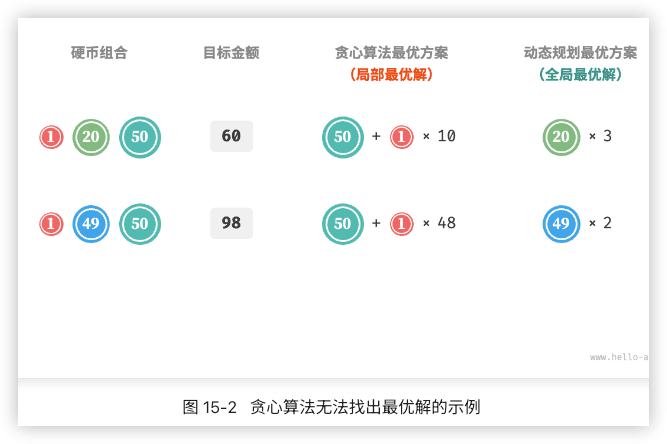 硬币组合 目标金额 贪心算法最优方案 动态规划最优方案
（局部最优解） （全局最优解）
1 20 50 60 50 + 1 × 10 20 × 3
1 49 50 98 50 + 1 × 48 49 × 2
www.hello-a
图 15-2 贪心算法无法找出最优解的示例